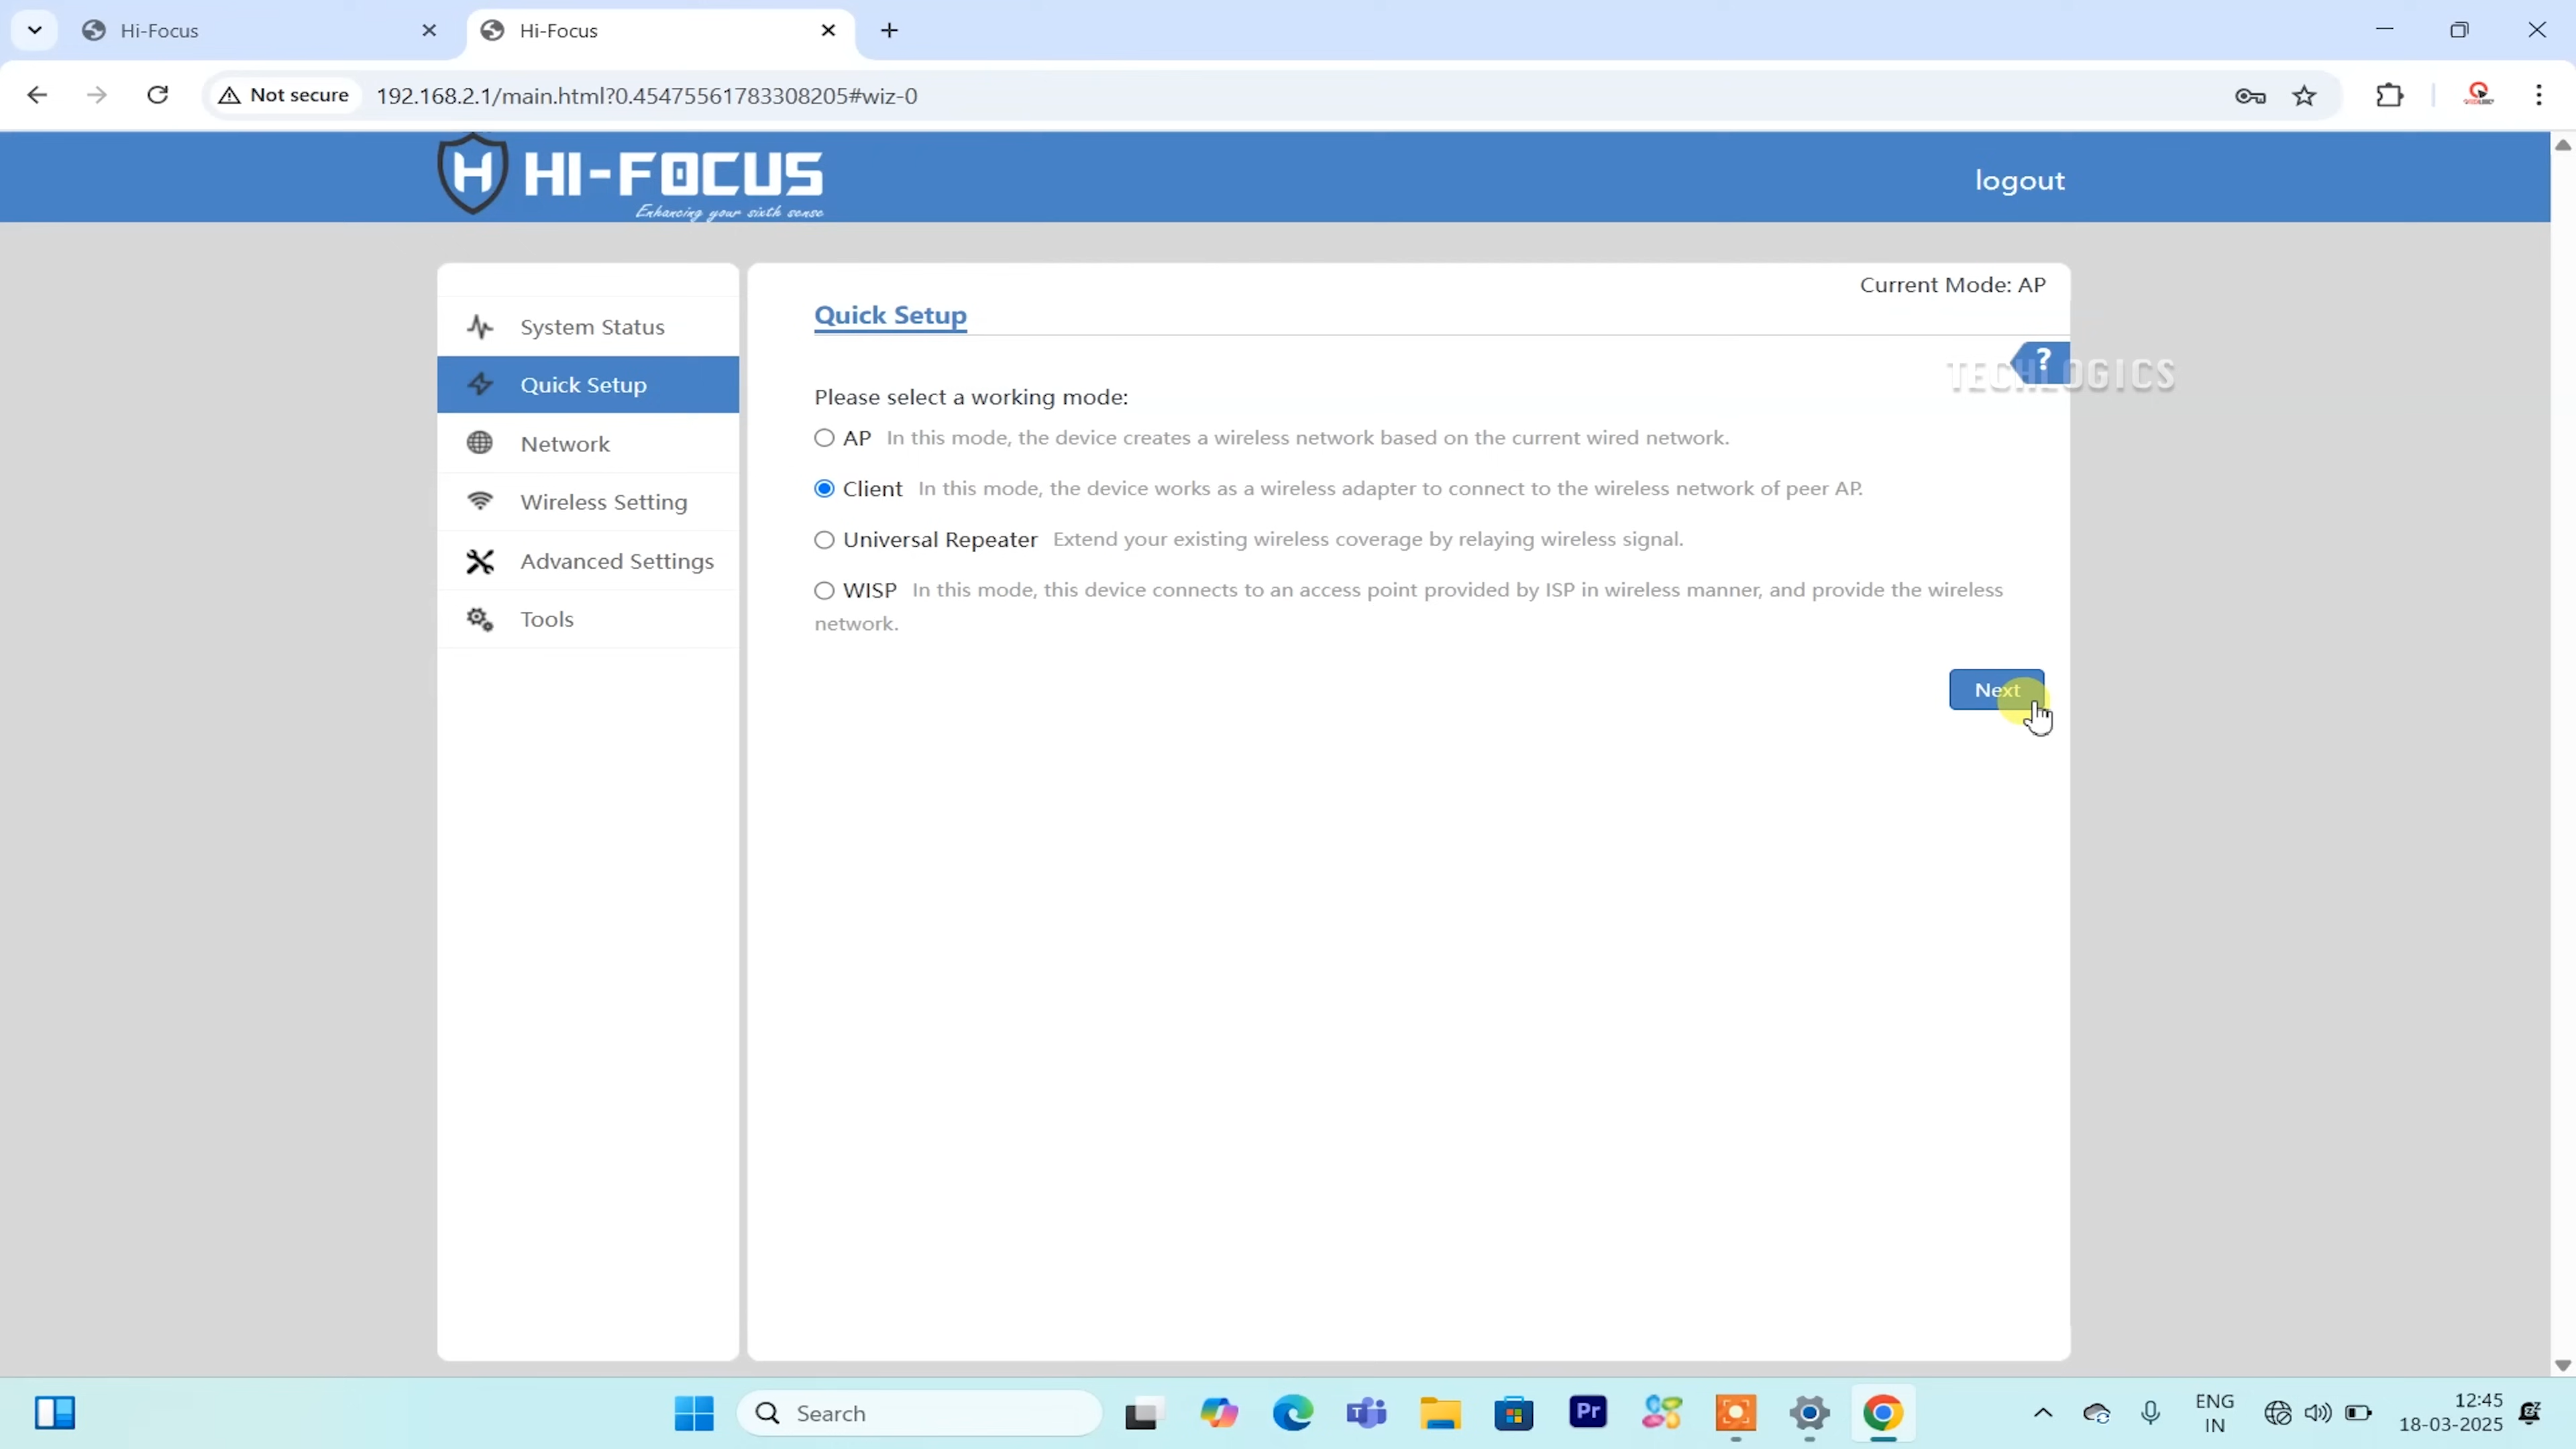 Hi-Focus
Hi-Focus
Not secure
192.168.2.1/main.html?0.45475561783308205#wiz-0
H HI-FOCUS
Enhancing your sixth sense
logout
Current Mode: AP
System Status
Quick Setup
Network
Wireless Setting
Advanced Settings
Tools
Quick Setup
?
TECHLOGICS
Please select a working mode:
AP In this mode, the device creates a wireless network based on the current wired network.
Client In this mode, the device works as a wireless adapter to connect to the wireless network of peer AP.
Universal Repeater Extend your existing wireless coverage by relaying wireless signal.
WISP In this mode, this device connects to an access point provided by ISP in wireless manner, and provide the wireless
network.
Next
Search
Pr
ENG
IN
12:45
18-03-2025